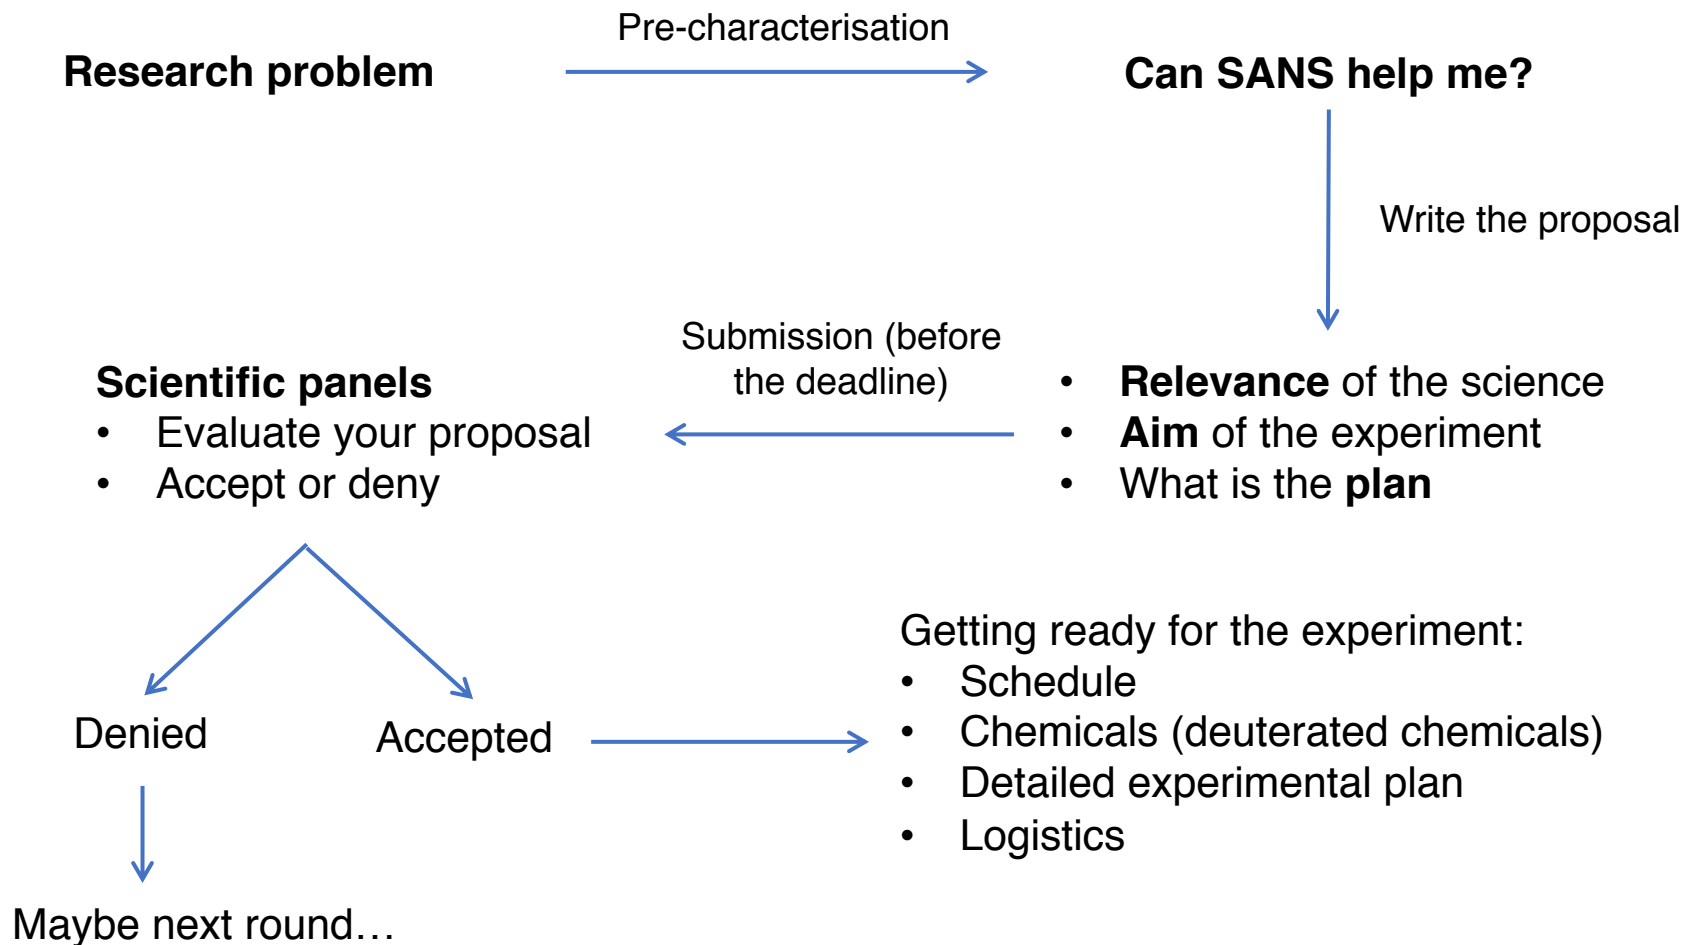 Pre-characterisation
Research problem
Can SANS help me?
Write the proposal
Submission (before
the deadline)
• Relevance of the science
• Aim of the experiment
• What is the plan
Scientific panels
• Evaluate your proposal
• Accept or deny
Denied
Accepted
Getting ready for the experiment:
• Schedule
• Chemicals (deuterated chemicals)
• Detailed experimental plan
• Logistics
Maybe next round…